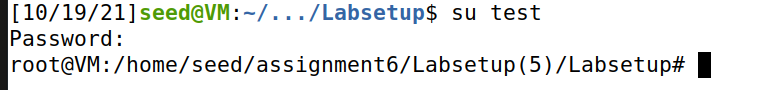 [10/19/21]seed@VM:~/.../Labsetup$ su test
Password:
root@VM:/home/seed/assignment6/Labsetup(5)/Labsetup#